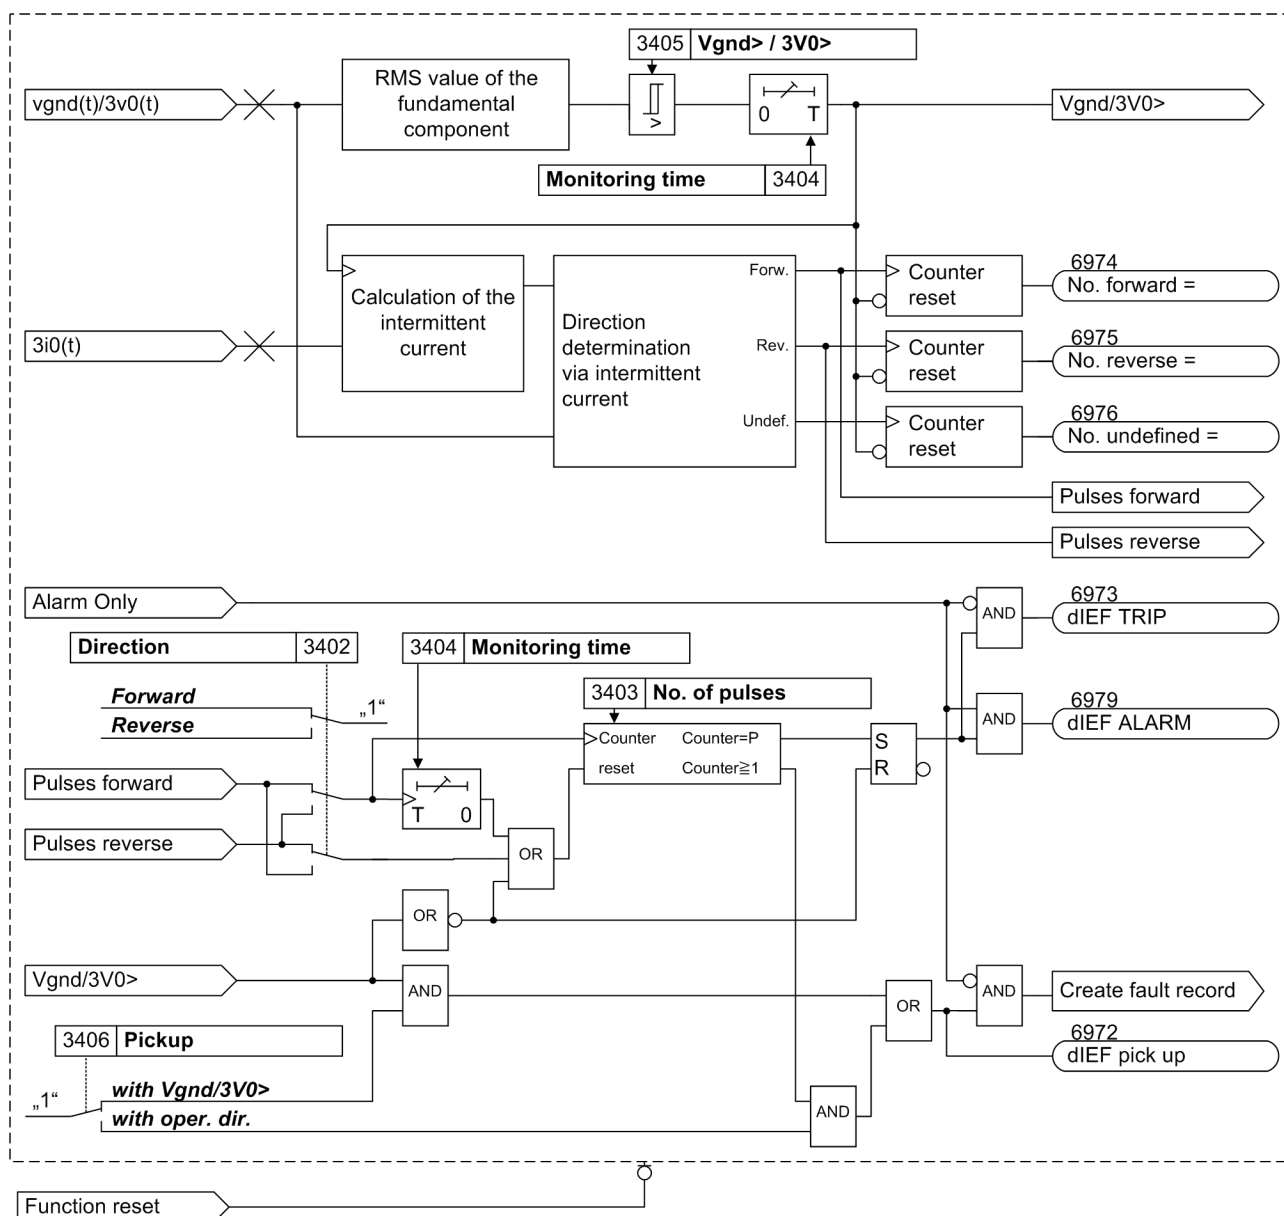 3405 Vgnd> / 3V0>
vgnd(t)/3v0(t)
RMS value of the
fundamental
component
>
0 T
Vgnd/3V0>
Monitoring time 3404
Calculation of the
intermittent
current
3i0(t)
Direction
determination
via intermittent
current
Forw.
Rev.
Undef.
Counter
reset
6974
No. forward =
Counter
reset
6975
No. reverse =
Counter
reset
6976
No. undefined =
Pulses forward
Pulses reverse
Alarm Only
AND
6973
dIEF TRIP
Direction 3402
3404 Monitoring time
Forward
Reverse
„1“
3403 No. of pulses
Counter Counter=P
reset Counter≧1
S
R
AND
6979
dIEF ALARM
Pulses forward
T 0
Pulses reverse
OR
OR
Vgnd/3V0>
AND
OR
AND
Create fault record
6972
dIEF pick up
3406 Pickup
„1“
with Vgnd/3V0>
with oper. dir.
AND
Function reset